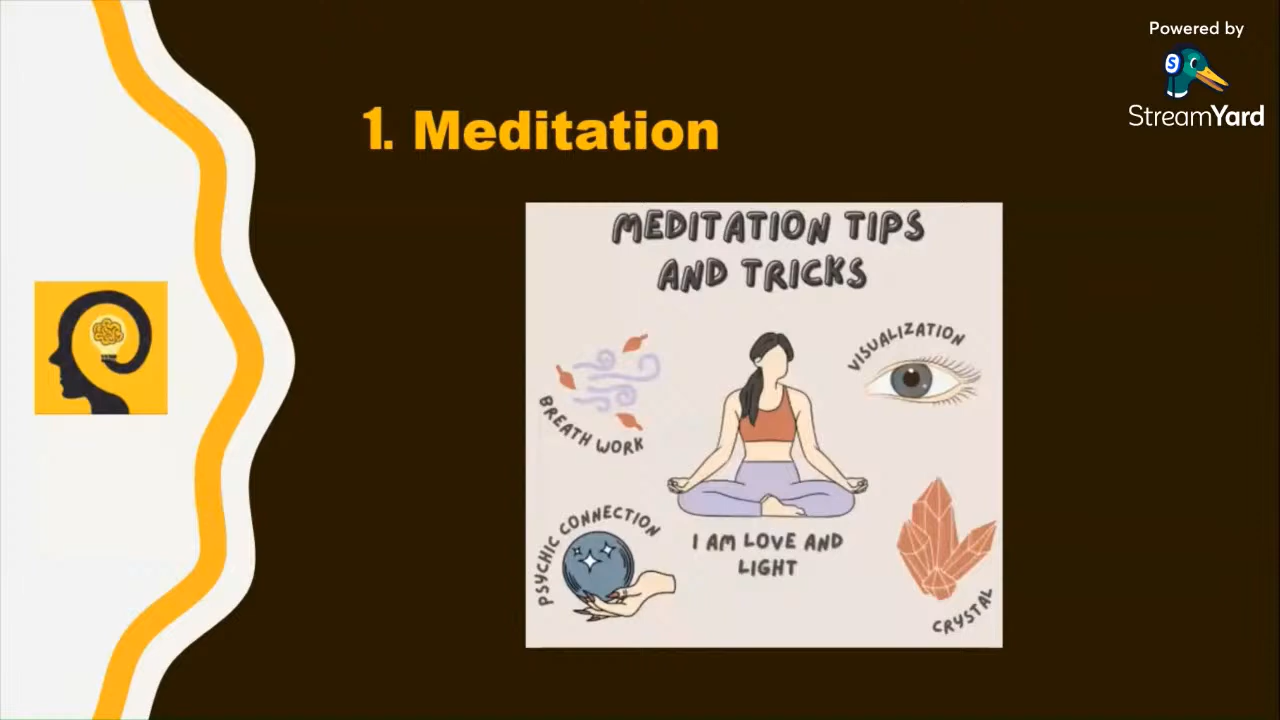 Powered by
S
StreamYard
1. Meditation
MEDITATION TIPS
AND TRICKS
VISUALIZATION
BREATH WORK
PSYCHIC CONNECTION
I AM LOVE AND
LIGHT
CRYSTAL